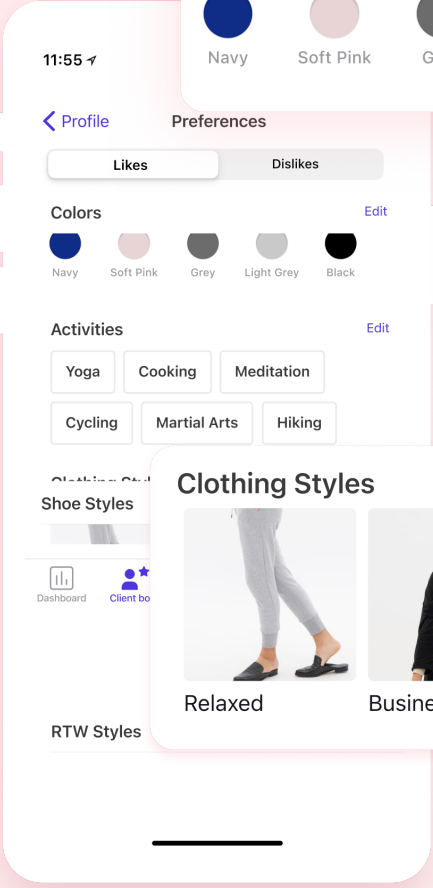 Navy Soft Pink G
11:55
Profile Preferences
Likes Dislikes
Colors Edit
Navy Soft Pink Grey Light Grey Black
Activities Edit
Yoga Cooking Meditation
Cycling Martial Arts Hiking
Clothing Styles
Shoe Styles
Dashboard Client bo
Relaxed Busine
RTW Styles